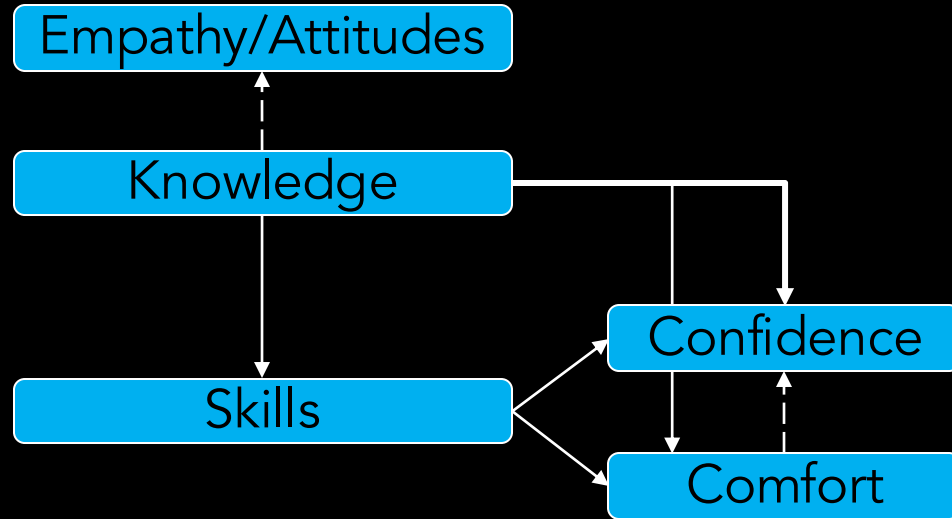 Empathy/Attitudes
Knowledge
Confidence
Skills
Comfort